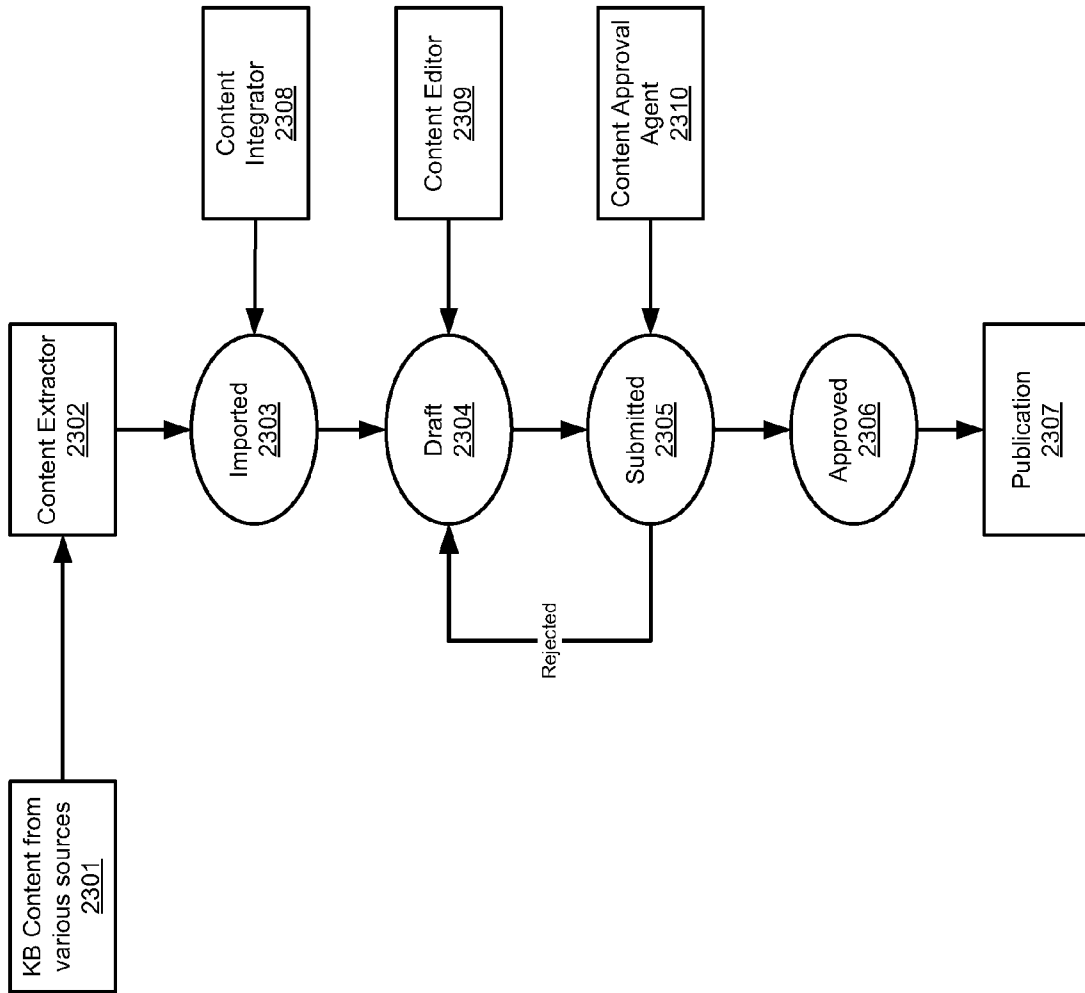 KB Content from
various sources
2301
Content Extractor
2302
Imported
2303
Content
Integrator
2308
Draft
2304
Content Editor
2309
Rejected
Submitted
2305
Content Approval
Agent
2310
Approved
2306
Publication
2307